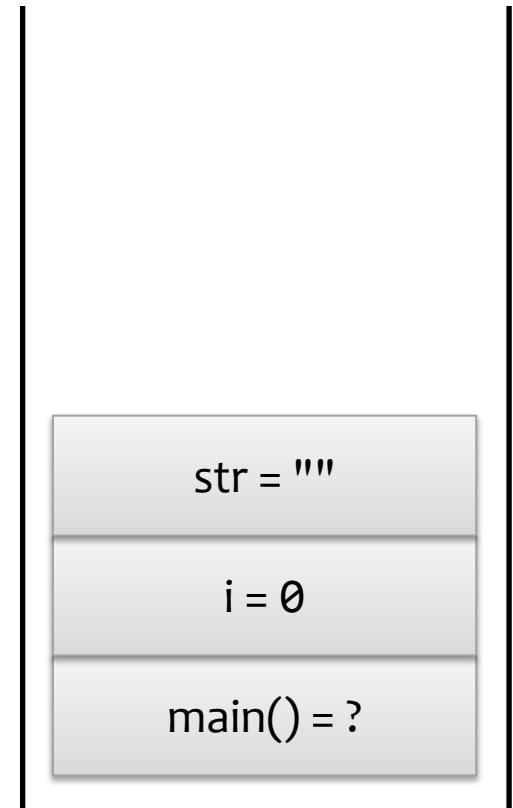 str = ""
i = 0
main() = ?